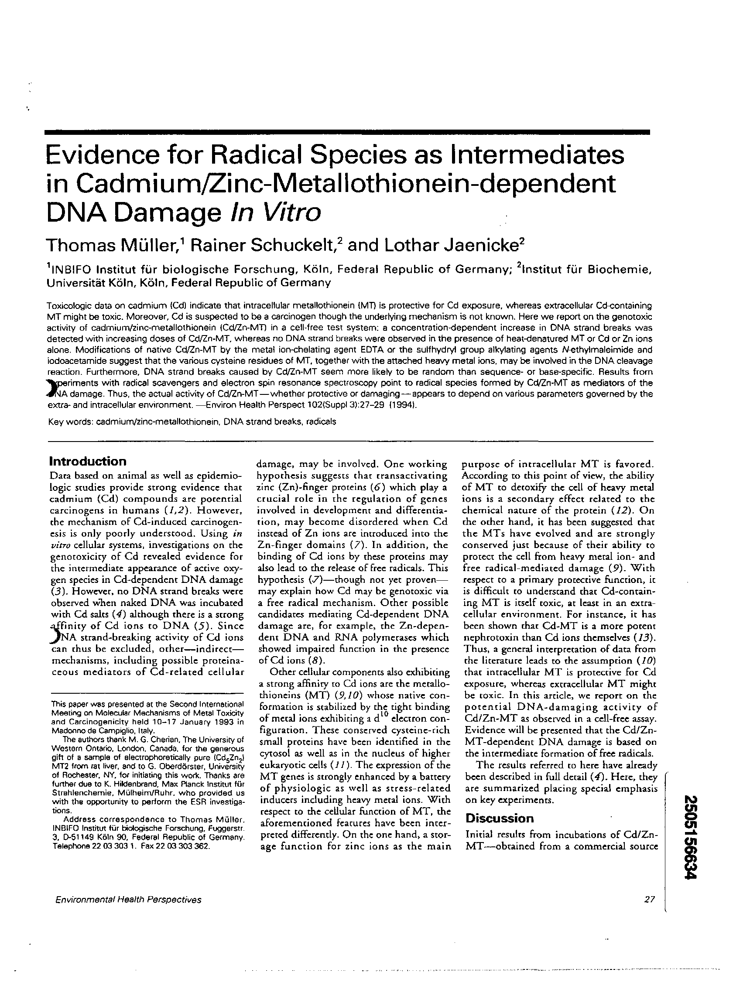 Evidence for Radical Species as Intermediates
in Cadmium/Zinc-Metallothionein-dependent
DNA Damage In Vitro
Thomas Müller,¹ Rainer Schuckelt,² and Lothar Jaenicke²
¹INBIFO Institut für biologische Forschung, Köln, Federal Republic of Germany; ²Institut für Biochemie,
Universität Köln, Köln, Federal Republic of Germany
Toxicologic data on cadmium (Cd) indicate that intracellular metallothionein (MT) is protective for Cd exposure, whereas extracellular Cd-containing
MT might be toxic. Moreover, Cd is suspected to be a carcinogen though the underlying mechanism is not known. Here we report on the genotoxic
activity of cadmium/zinc-metallothionein (Cd/Zn-MT) in a cell-free test system: a concentration-dependent increase in DNA strand breaks was
detected with increasing doses of Cd/Zn-MT, whereas no DNA strand breaks were observed in the presence of heat-denatured MT or Cd or Zn ions
alone. Modifications of native Cd/Zn-MT by the metal ion-chelating agent EDTA or the sulfhydryl group alkylating agents N-ethylmaleimide and
iodoacetamide suggest that the various cysteine residues of MT, together with the attached heavy metal ions, may be involved in the DNA cleavage
reaction. Furthermore, DNA strand breaks caused by Cd/Zn-MT seem more likely to be random than sequence- or base-specific. Results from
experiments with radical scavengers and electron spin resonance spectroscopy point to radical species formed by Cd/Zn-MT as mediators of the
DNA damage. Thus, the actual activity of Cd/Zn-MT—whether protective or damaging—appears to depend on various parameters governed by the
extra- and intracellular environment. —Environ Health Perspect 102(Suppl 3):27–29 (1994).
Key words: cadmium/zinc-metallothionein, DNA strand breaks, radicals
Introduction
Data based on animal as well as epidemio-
logic studies provide strong evidence that
cadmium (Cd) compounds are potential
carcinogens in humans (1,2). However,
the mechanism of Cd-induced carcinogen-
esis is only poorly understood. Using in
vitro cellular systems, investigations on the
genotoxicity of Cd revealed evidence for
the intermediate appearance of active oxy-
gen species in Cd-dependent DNA damage
(3). However, no DNA strand breaks were
observed when naked DNA was incubated
with Cd salts (4) although there is a strong
affinity of Cd ions to DNA (5). Since
DNA strand-breaking activity of Cd ions
can thus be excluded, other—indirect—
mechanisms, including possible proteina-
ceous mediators of Cd-related cellular
This paper was presented at the Second International
Meeting on Molecular Mechanisms of Metal Toxicity
and Carcinogenicity held 10–17 January 1993 in
Madonno de Campiglio, Italy.
The authors thank M. G. Cherian, The University of
Western Ontario, London, Canada, for the generous
gift of a sample of electrophoretically pure (Cd₅Zn₂)
MT2 from rat liver, and to G. Oberdörster, University
of Rochester, NY, for initiating this work. Thanks are
further due to K. Hildenbrand, Max Planck Institut für
Strahlenchemie, Mülheim/Ruhr, who provided us
with the opportunity to perform the ESR investiga-
tions.
Address correspondence to Thomas Müller,
INBIFO Institut für biologische Forschung, Fuggerstr.
3, D-51149 Köln 90, Federal Republic of Germany.
Telephone 22 03 303 1. Fax 22 03 303 362.
damage, may be involved. One working
hypothesis suggests that transactivating
zinc (Zn)-finger proteins (6) which play a
crucial role in the regulation of genes
involved in development and differentia-
tion, may become disordered when Cd
instead of Zn ions are introduced into the
Zn-finger domains (7). In addition, the
binding of Cd ions by these proteins may
also lead to the release of free radicals. This
hypothesis (7)—though not yet proven—
may explain how Cd may be genotoxic via
a free radical mechanism. Other possible
candidates mediating Cd-dependent DNA
damage are, for example, the Zn-depen-
dent DNA and RNA polymerases which
showed impaired function in the presence
of Cd ions (8).
Other cellular components also exhibiting
a strong affinity to Cd ions are the metallo-
thioneins (MT) (9,10) whose native con-
formation is stabilized by the tight binding
of metal ions exhibiting a d¹⁰ electron con-
figuration. These conserved cysteine-rich
small proteins have been identified in the
cytosol as well as in the nucleus of higher
eukaryotic cells (11). The expression of the
MT genes is strongly enhanced by a battery
of physiologic as well as stress-related
inducers including heavy metal ions. With
respect to the cellular function of MT, the
aforementioned features have been inter-
preted differently. On the one hand, a stor-
age function for zinc ions as the main
purpose of intracellular MT is favored.
According to this point of view, the ability
of MT to detoxify the cell of heavy metal
ions is a secondary effect related to the
chemical nature of the protein (12). On
the other hand, it has been suggested that
the MTs have evolved and are strongly
conserved just because of their ability to
protect the cell from heavy metal ion- and
free radical-mediated damage (9). With
respect to a primary protective function, it
is difficult to understand that Cd-contain-
ing MT is itself toxic, at least in an extra-
cellular environment. For instance, it has
been shown that Cd-MT is a more potent
nephrotoxin than Cd ions themselves (13).
Thus, a general interpretation of data from
the literature leads to the assumption (10)
that intracellular MT is protective for Cd
exposure, whereas extracellular MT might
be toxic. In this article, we report on the
potential DNA-damaging activity of
Cd/Zn-MT as observed in a cell-free assay.
Evidence will be presented that the Cd/Zn-
MT-dependent DNA damage is based on
the intermediate formation of free radicals.
The results referred to here have already
been described in full detail (4). Here, they
are summarized placing special emphasis
on key experiments.
Discussion
Initial results from incubations of Cd/Zn-
MT—obtained from a commercial source
2505156634
Environmental Health Perspectives
27